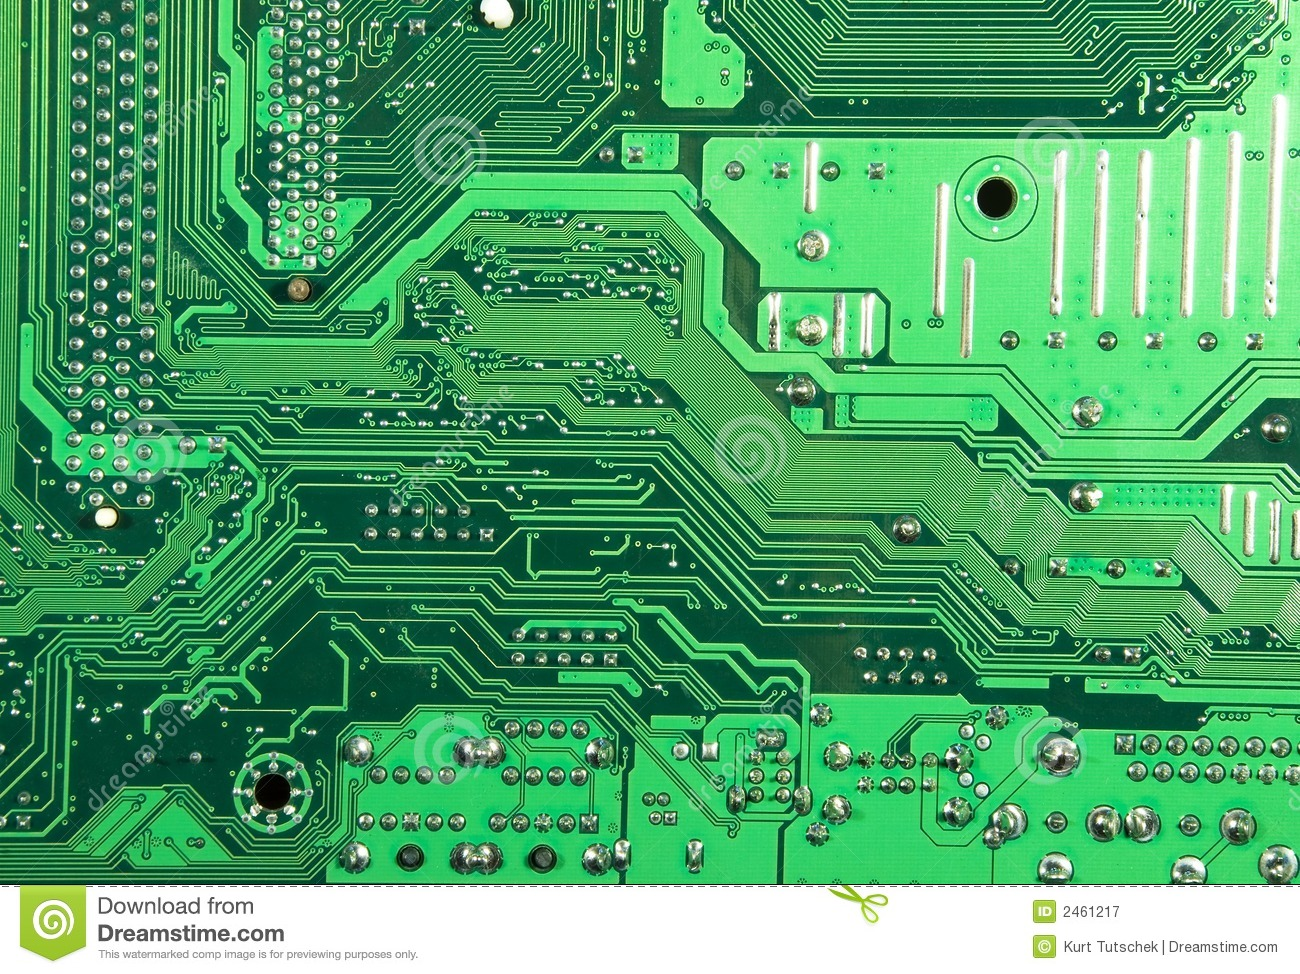 Download from
Dreamstime.com
This watermarked comp image is for previewing purposes only.
ID 2461217
© Kurt Tutschek | Dreamstime.com